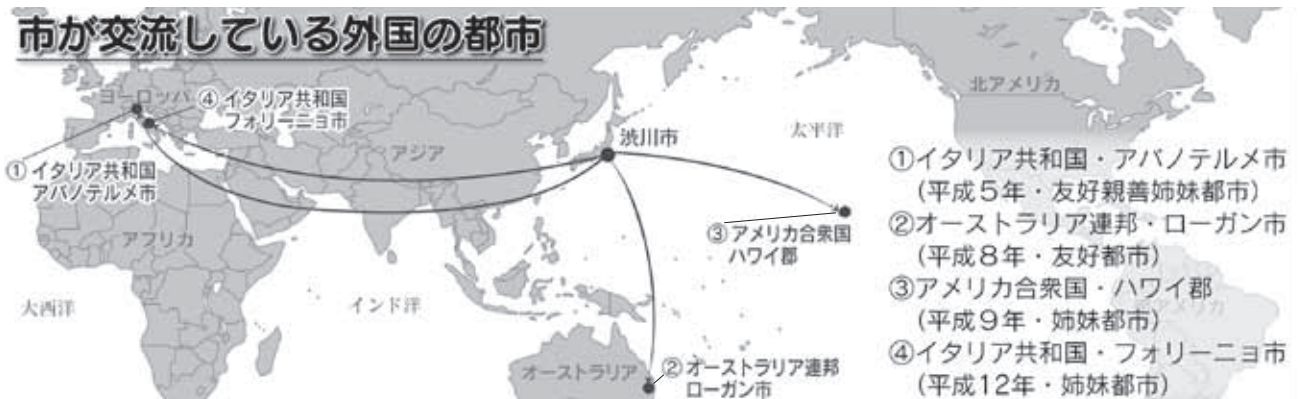 市が交流している外国の都市
ヨーロッパ
④イタリア共和国
フォリーニョ市
①イタリア共和国
アバノテルメ市
アジア
アフリカ
大西洋
インド洋
渋川市
太平洋
北アメリカ
③アメリカ合衆国
ハワイ郡
オーストラリア
②オーストラリア連邦
ローガン市
①イタリア共和国・アバノテルメ市
(平成5年・友好親善姉妹都市)
②オーストラリア連邦・ローガン市
(平成8年・友好都市)
③アメリカ合衆国・ハワイ郡
(平成9年・姉妹都市)
④イタリア共和国・フォリーニョ市
(平成12年・姉妹都市)